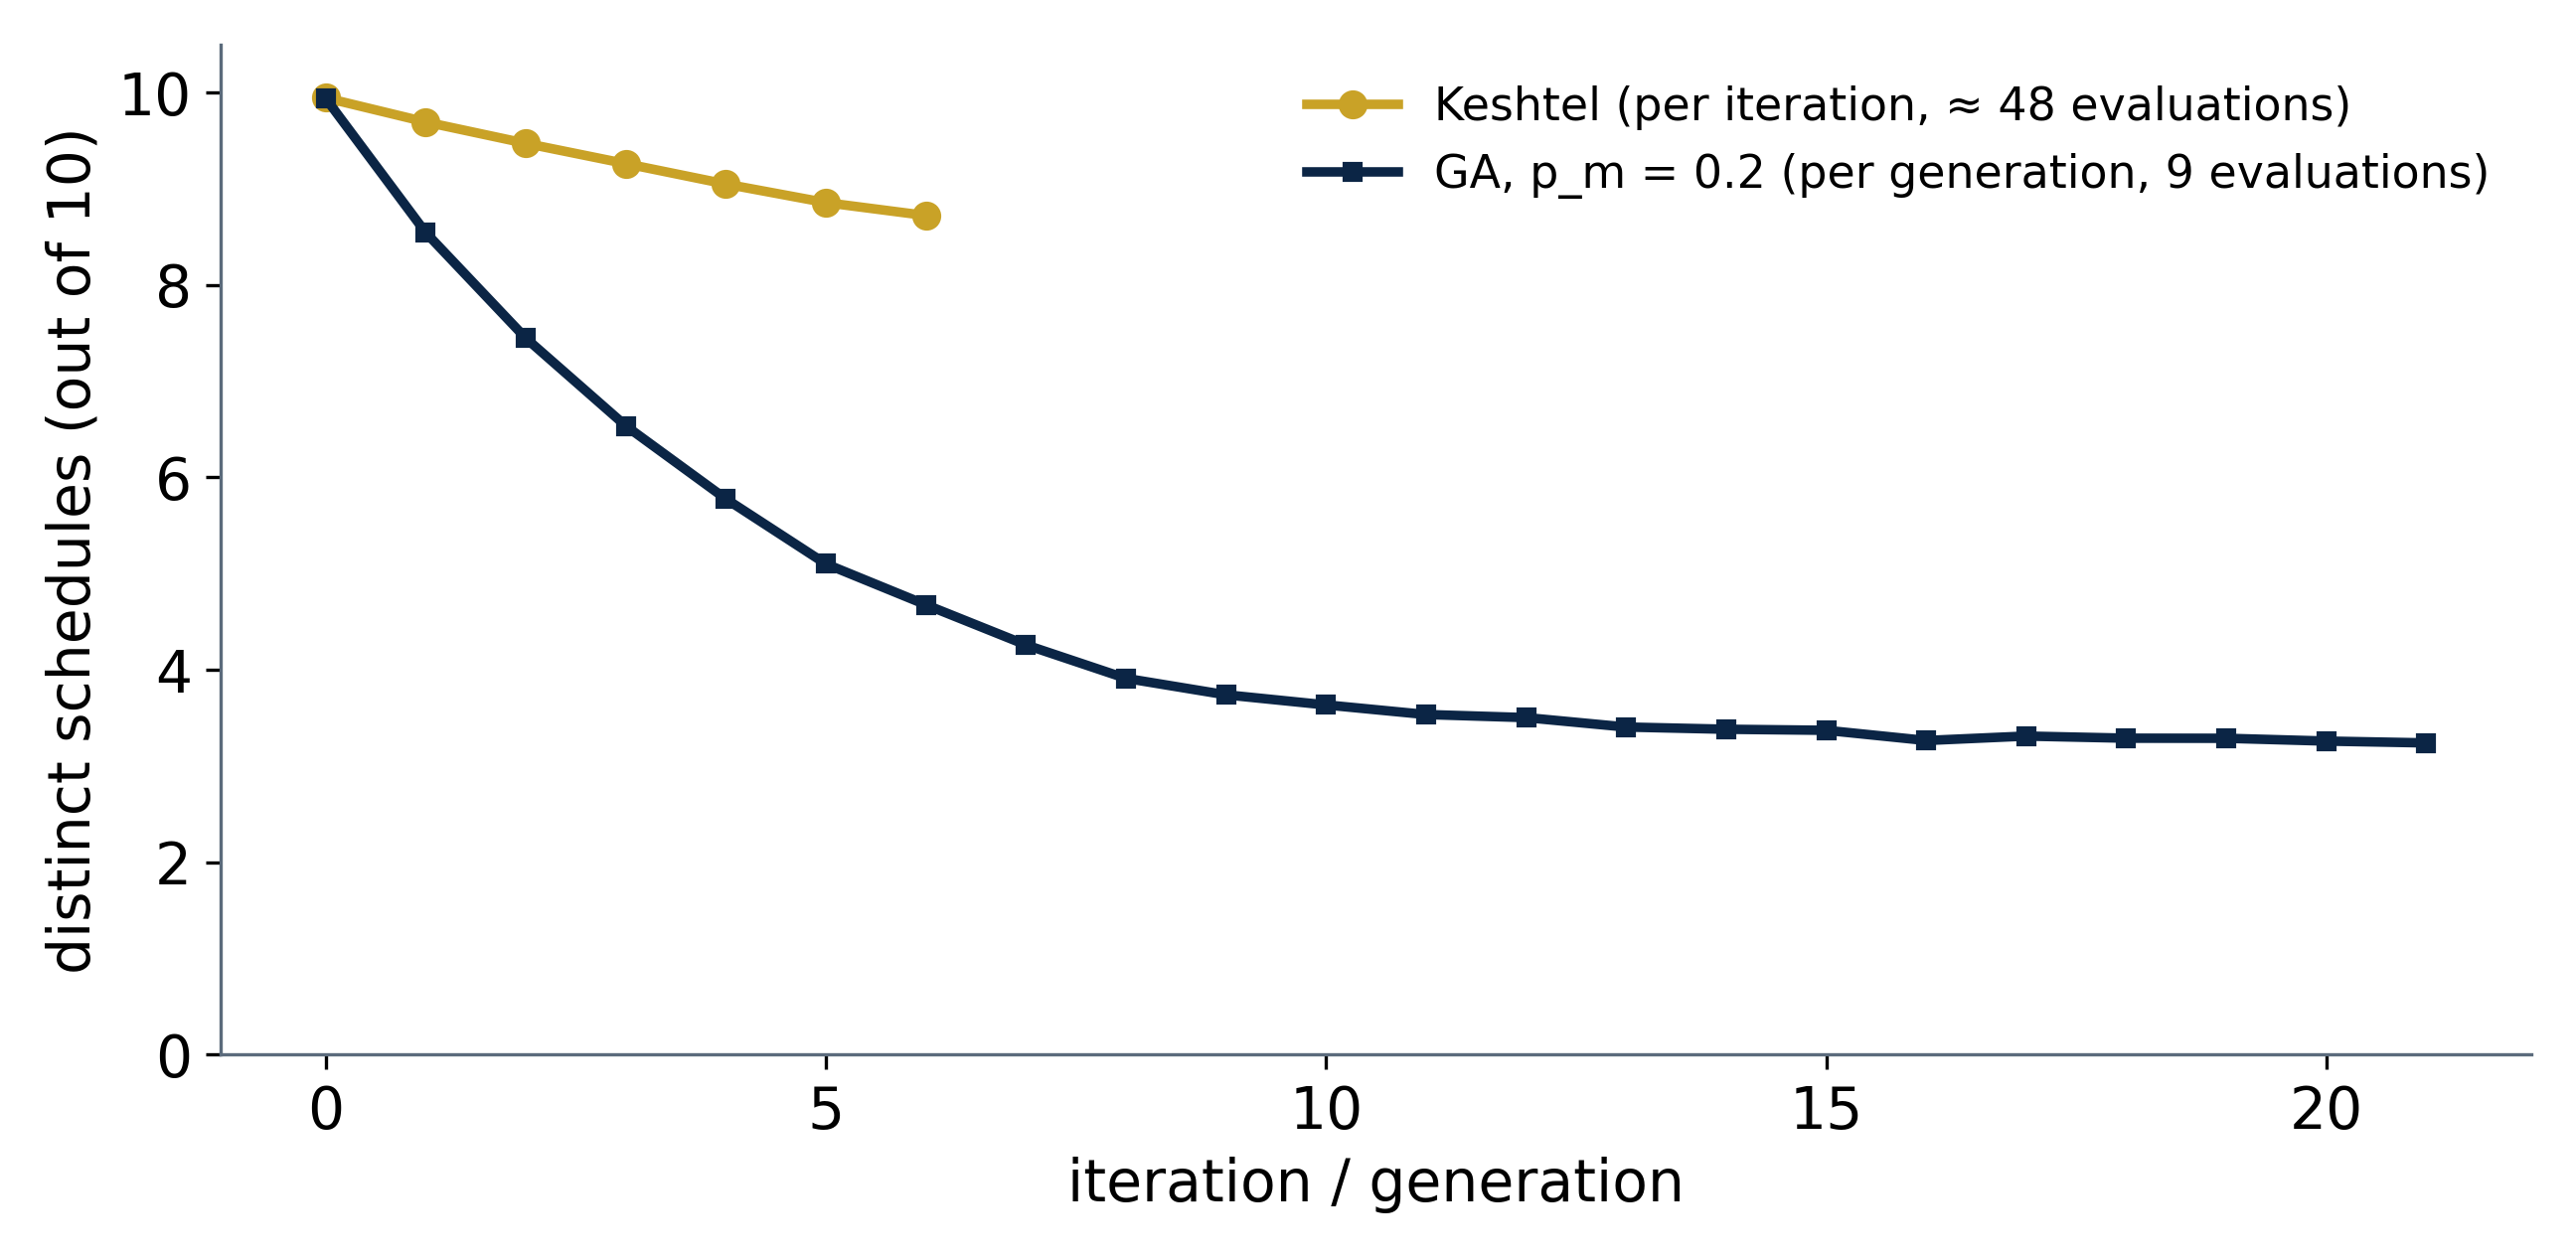 distinct schedules (out of 10)
10
8
6
4
2
0
Keshtel (per iteration, ≈ 48 evaluations)
GA, p_m = 0.2 (per generation, 9 evaluations)
0 5 10 15 20
iteration / generation